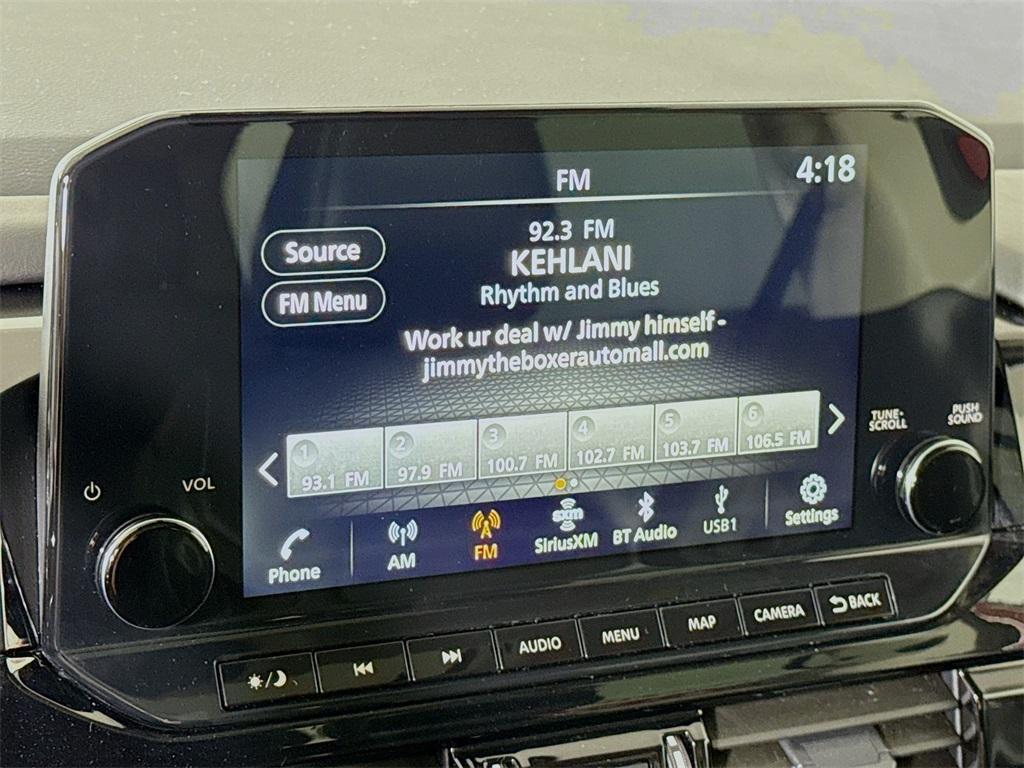 FM
4:18
Source
FM Menu
92.3 FM
KEHLANI
Rhythm and Blues
Work ur deal w/ Jimmy himself -
jimmytheboxerautomall.com
1 93.1 FM
2 97.9 FM
3 100.7 FM
4 102.7 FM
5 103.7 FM
6 106.5 FM
Phone
AM
FM
sxm
SiriusXM
BT Audio
USB1
Settings
VOL
TUNE-
SCROLL
PUSH
SOUND
AUDIO
MENU
MAP
CAMERA
BACK